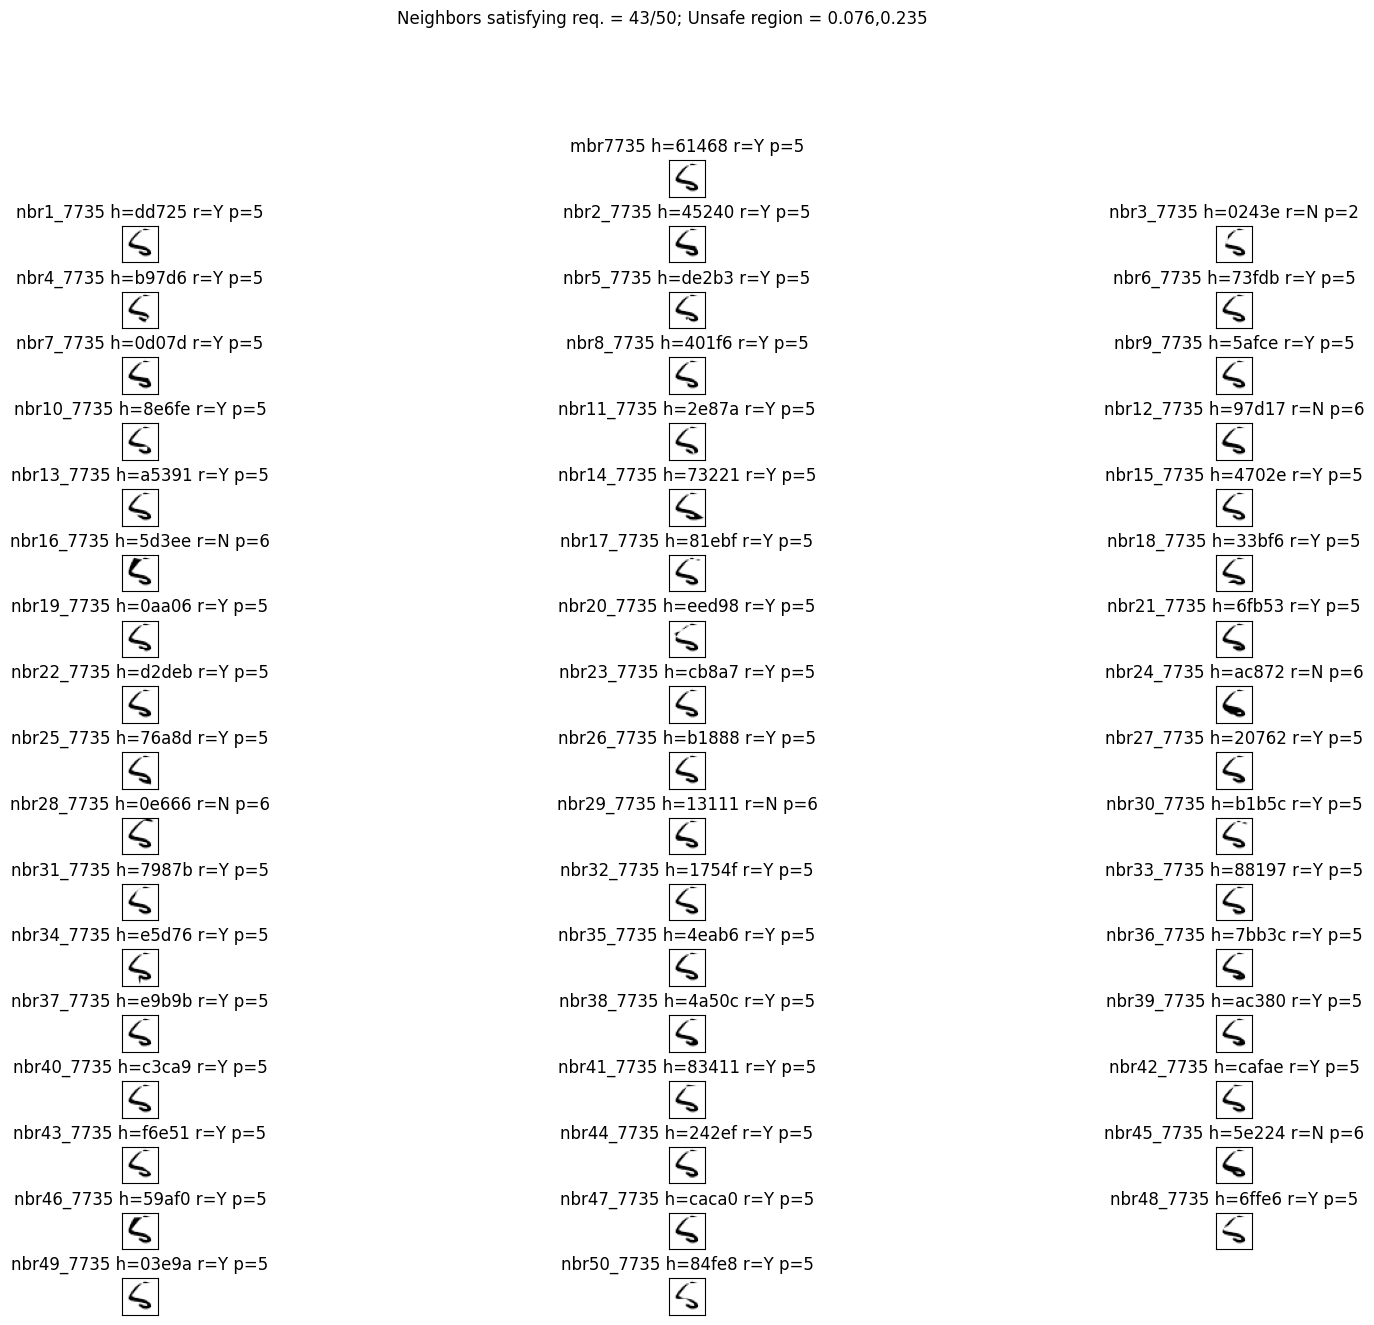 Neighbors satisfying req. = 43/50; Unsafe region = 0.076,0.235
mbr7735 h=61468 r=Y p=5
nbr1_7735 h=dd725 r=Y p=5 nbr2_7735 h=45240 r=Y p=5 nbr3_7735 h=0243e r=N p=2
nbr4_7735 h=b97d6 r=Y p=5 nbr5_7735 h=de2b3 r=Y p=5 nbr6_7735 h=73fdb r=Y p=5
nbr7_7735 h=0d07d r=Y p=5 nbr8_7735 h=401f6 r=Y p=5 nbr9_7735 h=5afce r=Y p=5
nbr10_7735 h=8e6fe r=Y p=5 nbr11_7735 h=2e87a r=Y p=5 nbr12_7735 h=97d17 r=N p=6
nbr13_7735 h=a5391 r=Y p=5 nbr14_7735 h=73221 r=Y p=5 nbr15_7735 h=4702e r=Y p=5
nbr16_7735 h=5d3ee r=N p=6 nbr17_7735 h=81ebf r=Y p=5 nbr18_7735 h=33bf6 r=Y p=5
nbr19_7735 h=0aa06 r=Y p=5 nbr20_7735 h=eed98 r=Y p=5 nbr21_7735 h=6fb53 r=Y p=5
nbr22_7735 h=d2deb r=Y p=5 nbr23_7735 h=cb8a7 r=Y p=5 nbr24_7735 h=ac872 r=N p=6
nbr25_7735 h=76a8d r=Y p=5 nbr26_7735 h=b1888 r=Y p=5 nbr27_7735 h=20762 r=Y p=5
nbr28_7735 h=0e666 r=N p=6 nbr29_7735 h=13111 r=N p=6 nbr30_7735 h=b1b5c r=Y p=5
nbr31_7735 h=7987b r=Y p=5 nbr32_7735 h=1754f r=Y p=5 nbr33_7735 h=88197 r=Y p=5
nbr34_7735 h=e5d76 r=Y p=5 nbr35_7735 h=4eab6 r=Y p=5 nbr36_7735 h=7bb3c r=Y p=5
nbr37_7735 h=e9b9b r=Y p=5 nbr38_7735 h=4a50c r=Y p=5 nbr39_7735 h=ac380 r=Y p=5
nbr40_7735 h=c3ca9 r=Y p=5 nbr41_7735 h=83411 r=Y p=5 nbr42_7735 h=cafae r=Y p=5
nbr43_7735 h=f6e51 r=Y p=5 nbr44_7735 h=242ef r=Y p=5 nbr45_7735 h=5e224 r=N p=6
nbr46_7735 h=59af0 r=Y p=5 nbr47_7735 h=caca0 r=Y p=5 nbr48_7735 h=6ffe6 r=Y p=5
nbr49_7735 h=03e9a r=Y p=5 nbr50_7735 h=84fe8 r=Y p=5